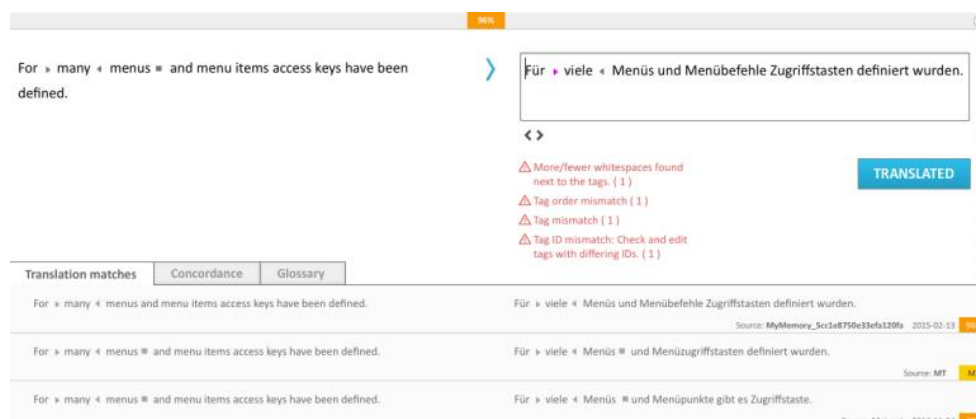 96%
For ▸ many ◂ menus ■ and menu items access keys have been
defined.
Für ▸ viele ◂ Menüs und Menübefehle Zugriffstasten definiert wurden.
< >
More/fewer whitespaces found
next to the tags. ( 1 )
Tag order mismatch ( 1 )
Tag mismatch ( 1 )
Tag ID mismatch: Check and edit
tags with differing IDs. ( 1 )
TRANSLATED
Translation matches Concordance Glossary
For ▸ many ◂ menus and menu items access keys have been defined. Für ▸ viele ◂ Menüs und Menübefehle Zugriffstasten definiert wurden.
Source: MyMemory_5cc1e8750e33efa120fa 2015-02-13
For ▸ many ◂ menus ■ and menu items access keys have been defined. Für ▸ viele ◂ Menüs ■ und Menüzugriffstasten definiert wurden.
Source: MT M
For ▸ many ◂ menus ■ and menu items access keys have been defined. Für ▸ viele ◂ Menüs ■ und Menüpunkte gibt es Zugriffstaste.